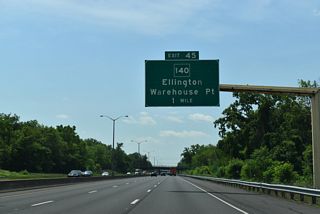 EXIT 45
140
Ellington
Warehouse Pt
1 MILE